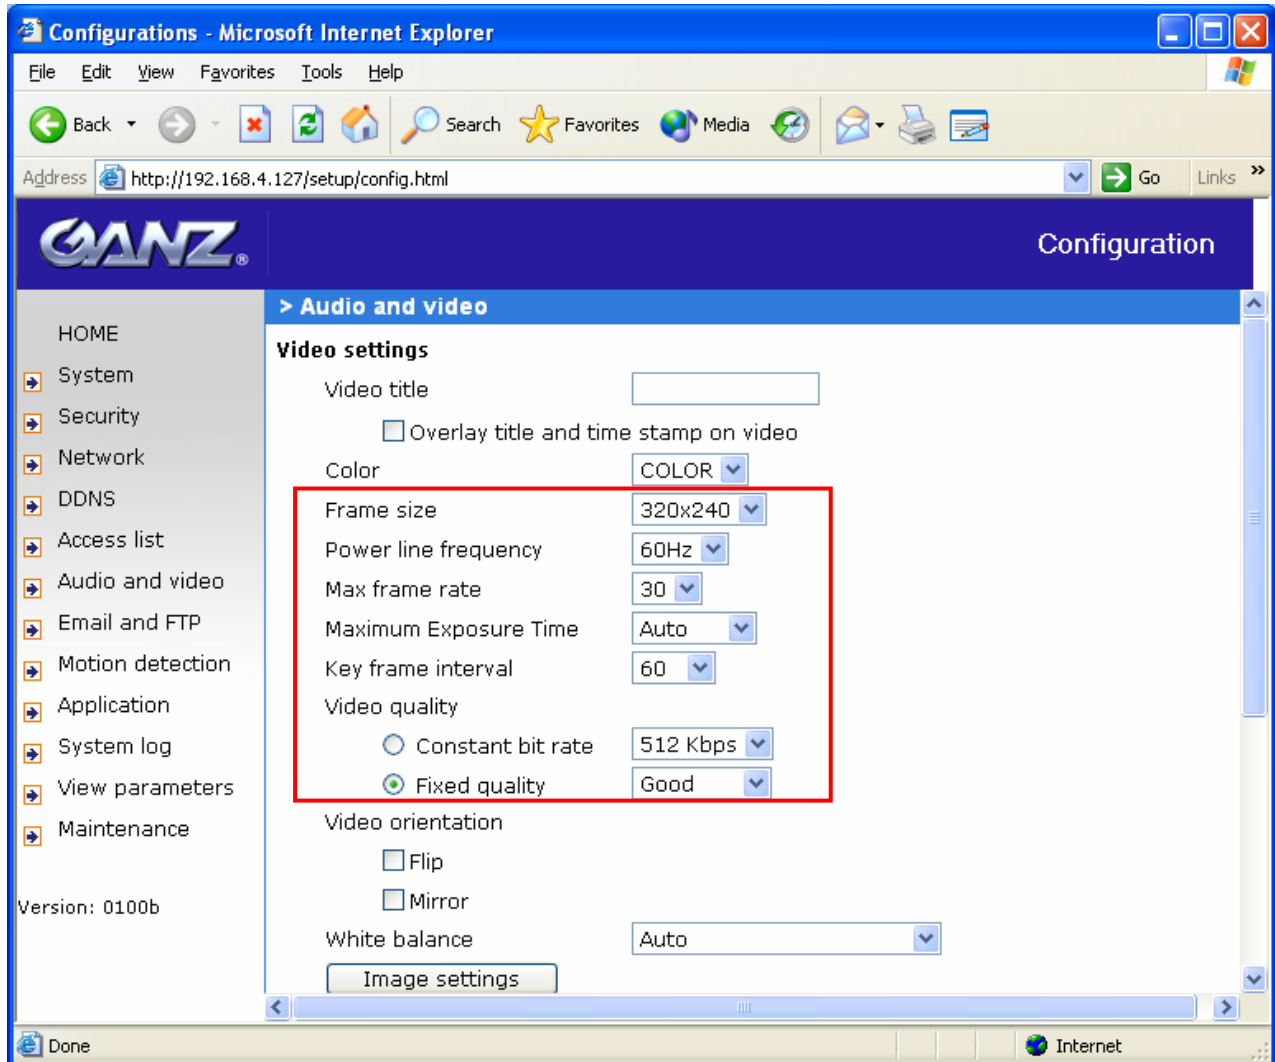 Configurations - Microsoft Internet Explorer
File Edit View Favorites Tools Help
Back Search Favorites Media
Address http://192.168.4.127/setup/config.html Go Links »
GANZ® Configuration
> Audio and video
HOME
System
Security
Network
DDNS
Access list
Audio and video
Email and FTP
Motion detection
Application
System log
View parameters
Maintenance
Version: 0100b
Video settings
Video title
Overlay title and time stamp on video
Color COLOR
Frame size 320x240
Power line frequency 60Hz
Max frame rate 30
Maximum Exposure Time Auto
Key frame interval 60
Video quality
Constant bit rate 512 Kbps
Fixed quality Good
Video orientation
Flip
Mirror
White balance Auto
Image settings
Done Internet